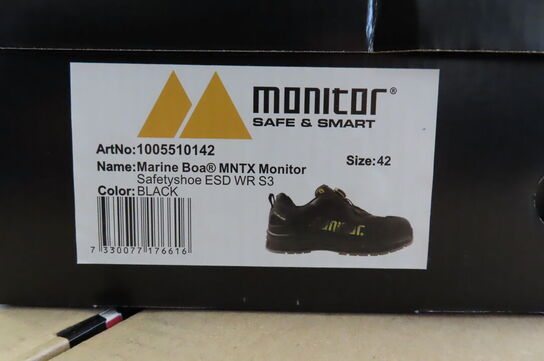 monitor®
SAFE & SMART
ArtNo:1005510142
Name:Marine Boa® MNTX Monitor
Safetyshoe ESD WR S3
Size:42
Color:BLACK
monitor
7 330077 176616